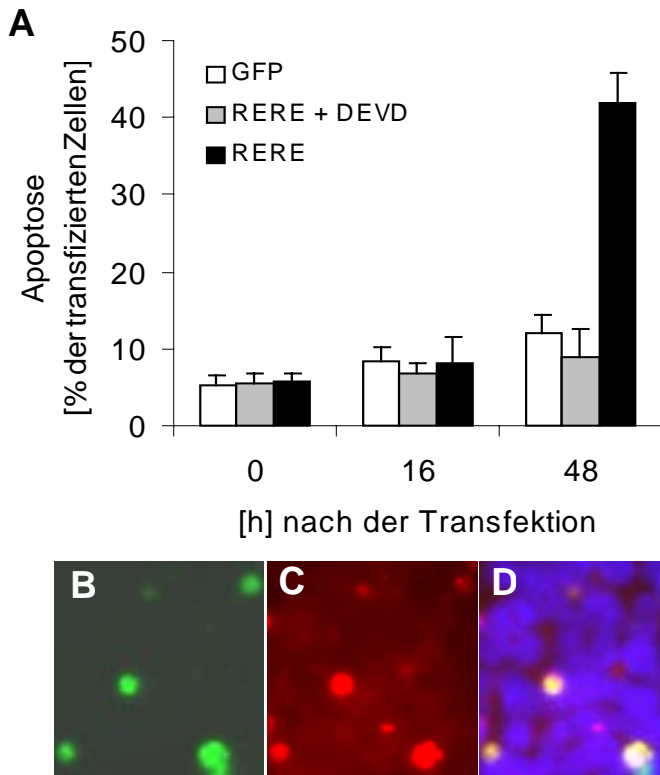 A
50
40
30
20
10
0
Apoptose
[% der transfizierten Zellen]
GFP
RERE + DEVD
RERE
0 16 48
[h] nach der Transfektion
B C D